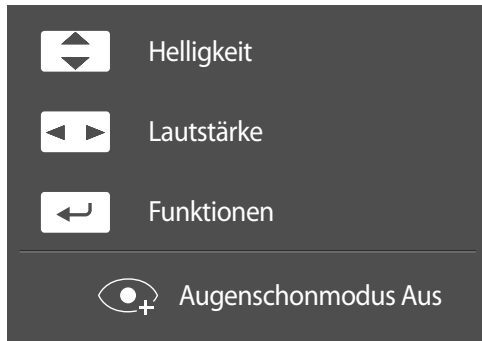 Helligkeit
Lautstärke
Funktionen
Augenschonmodus Aus